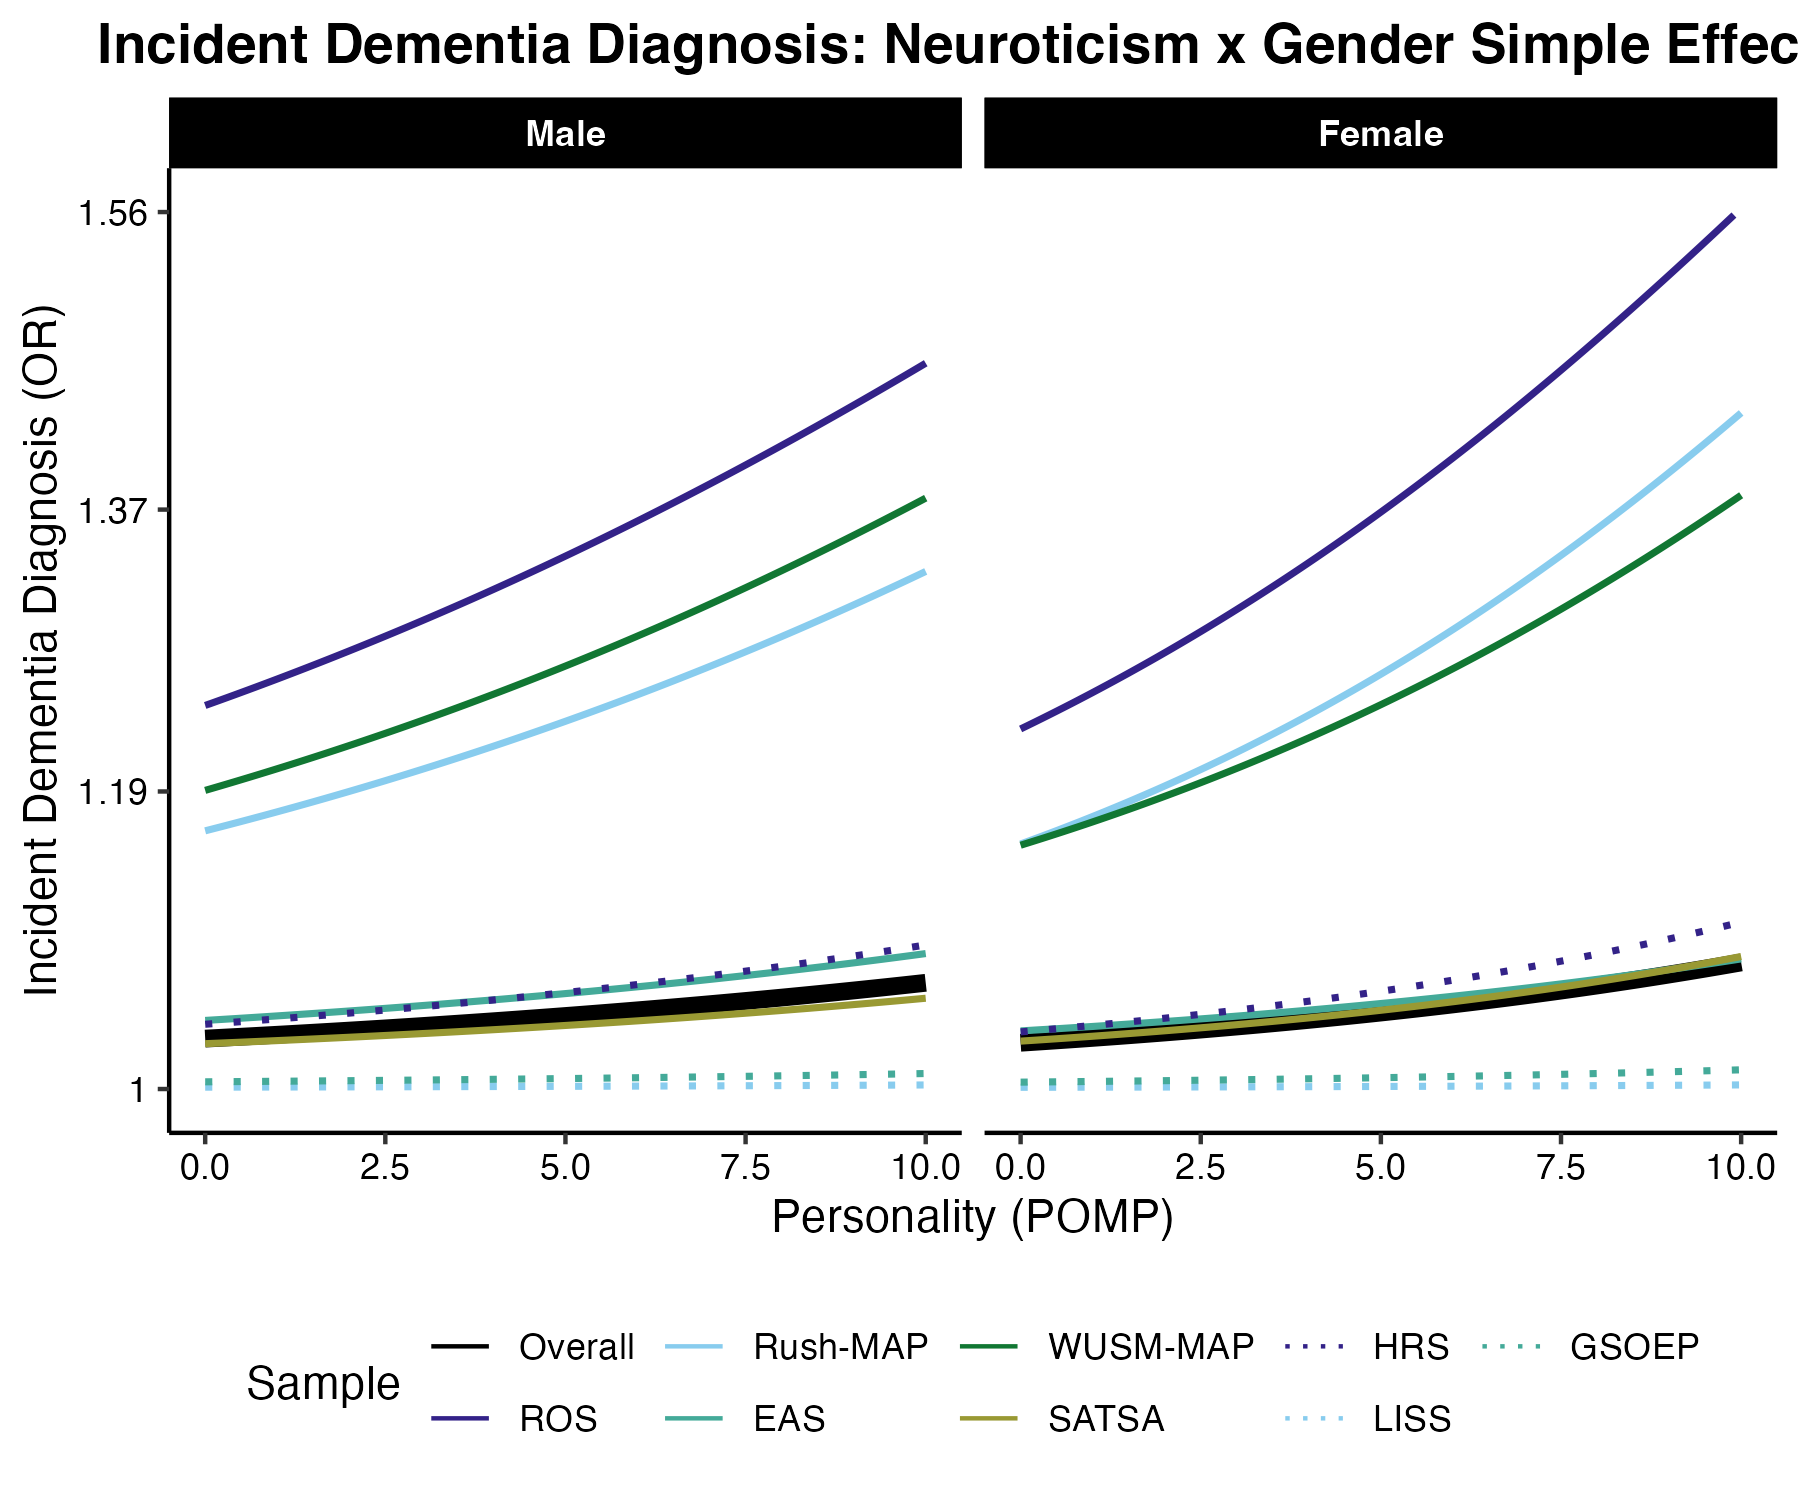 Incident Dementia Diagnosis: Neuroticism x Gender Simple Effec
Male
Female
Incident Dementia Diagnosis (OR)
1.56
1.37
1.19
1
0.0 2.5 5.0 7.5 10.0
0.0 2.5 5.0 7.5 10.0
Personality (POMP)
Sample
Overall Rush-MAP WUSM-MAP HRS GSOEP
ROS EAS SATSA LISS